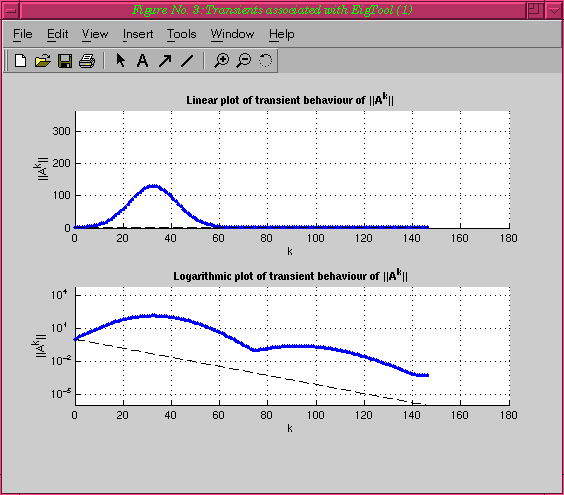 Figure No. 3: Transients associated with EigTool (1)
File Edit View Insert Tools Window Help
Linear plot of transient behaviour of ||A^k||
||A^k||
300
200
100
0
0 20 40 60 80 100 120 140 160 180
k
Logarithmic plot of transient behaviour of ||A^k||
||A^k||
10^4
10^1
10^-2
10^-5
0 20 40 60 80 100 120 140 160 180
k